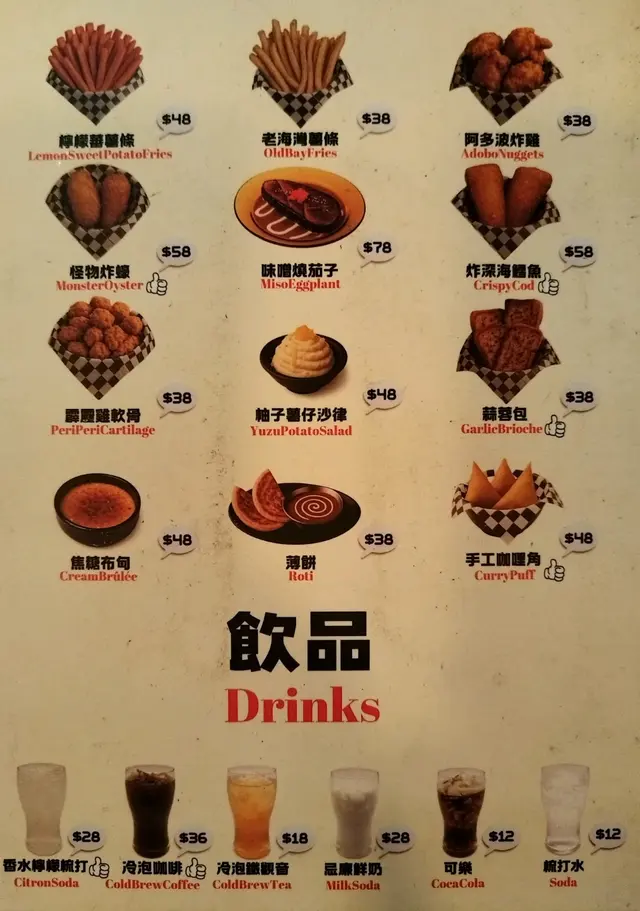 $48
$38
$38
檸檬蕃薯條
老海灣薯條
阿多波炸雞
LemonSweetPotatoFries
OldBayFries
AdoboNuggets
$58
$78
$58
怪物炸蠔
味噌燒茄子
炸深海鱈魚
MonsterOyster
MisoEggplant
CrispyCod
$38
$48
$38
霹靂雞軟骨
柚子薯仔沙律
蒜蓉包
PeriPeriCartilage
YuzuPotatoSalad
GarlicBrioche
$48
$38
$48
焦糖布甸
薄餅
手工咖喱角
CreamBrûlée
Roti
CurryPuff
飲品
Drinks
$28
$36
$18
$28
$12
$12
香水檸檬梳打
冷泡咖啡
冷泡鐵觀音
忌廉鮮奶
可樂
梳打水
CitronSoda
ColdBrewCoffee
ColdBrewTea
MilkSoda
CocaCola
Soda